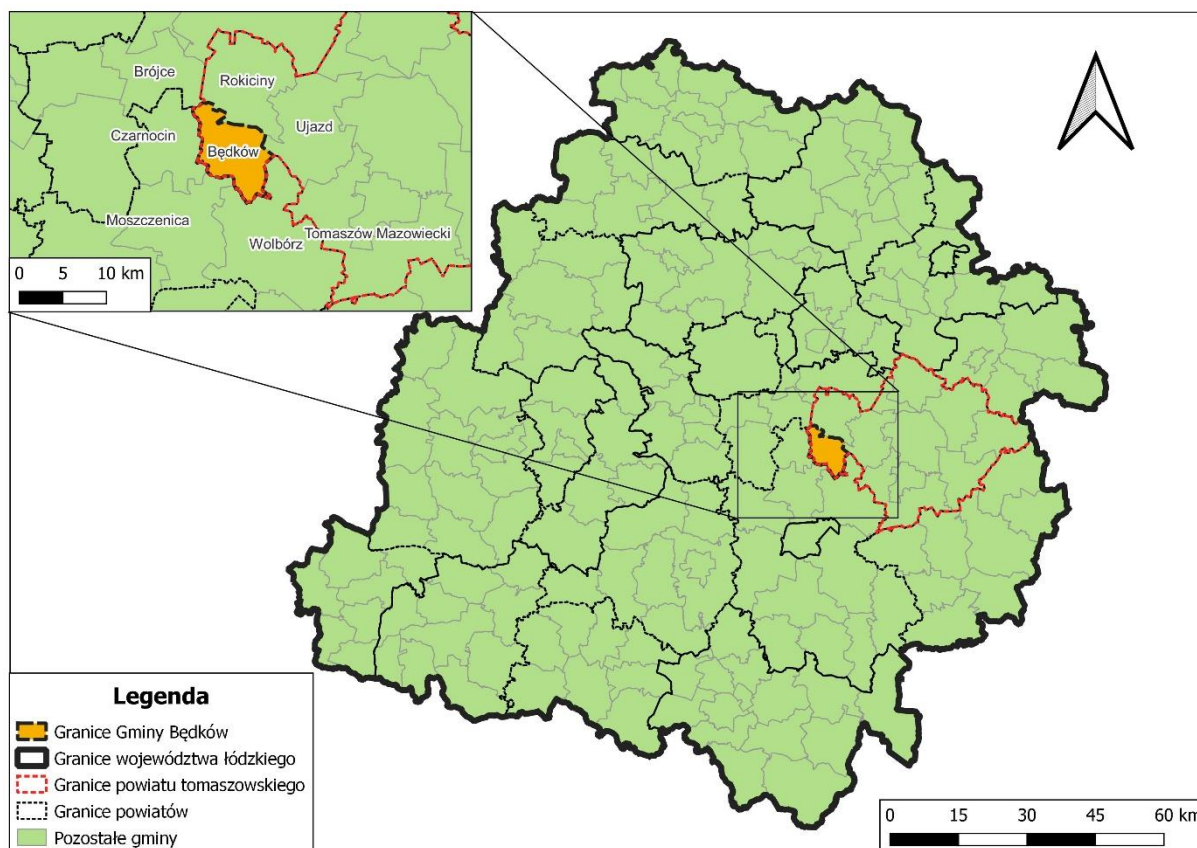 Brójce
Rokiciny
Czarnocin
Ujazd
Będków
Moszczenica
Wolbórz
Tomaszów Mazowiecki
0 5 10 km
Legenda
Granice Gminy Będków
Granice województwa łódzkiego
Granice powiatu tomaszowskiego
Granice powiatów
Pozostałe gminy
0 15 30 45 60 km